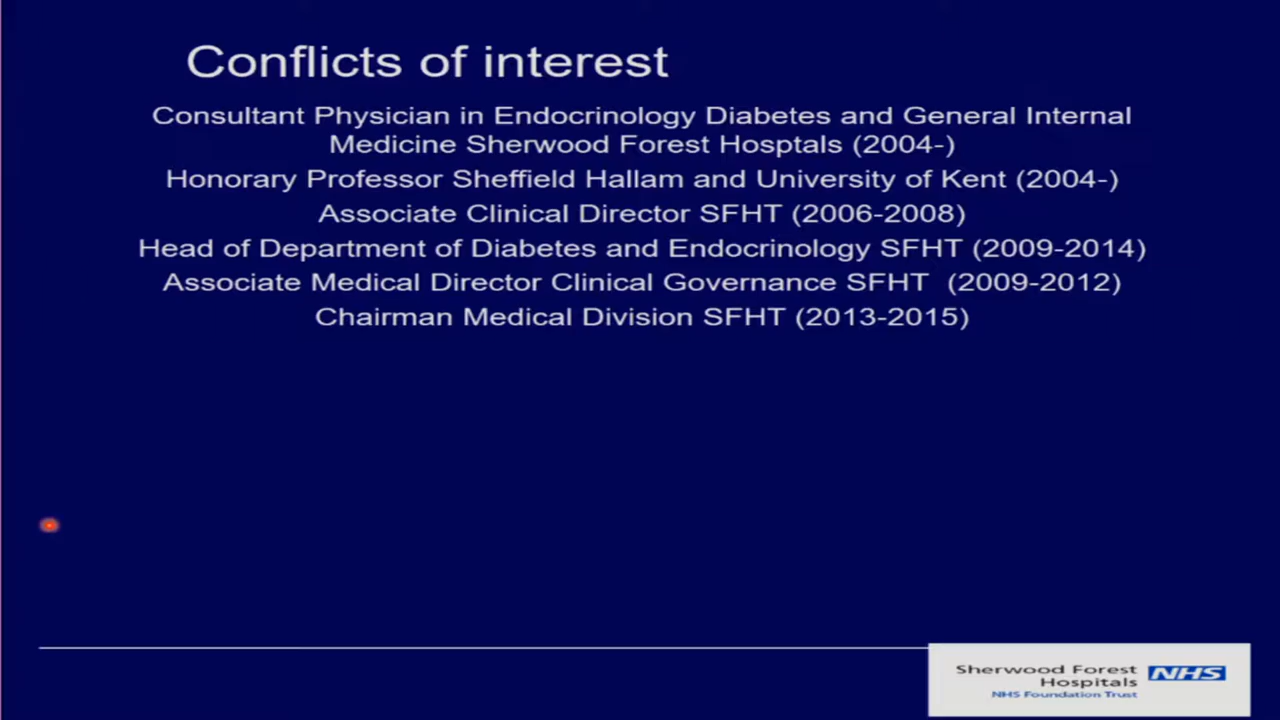 Conflicts of interest
Consultant Physician in Endocrinology Diabetes and General Internal
Medicine Sherwood Forest Hosptals (2004-)
Honorary Professor Sheffield Hallam and University of Kent (2004-)
Associate Clinical Director SFHT (2006-2008)
Head of Department of Diabetes and Endocrinology SFHT (2009-2014)
Associate Medical Director Clinical Governance SFHT (2009-2012)
Chairman Medical Division SFHT (2013-2015)
Sherwood Forest NHS
Hospitals
NHS Foundation Trust